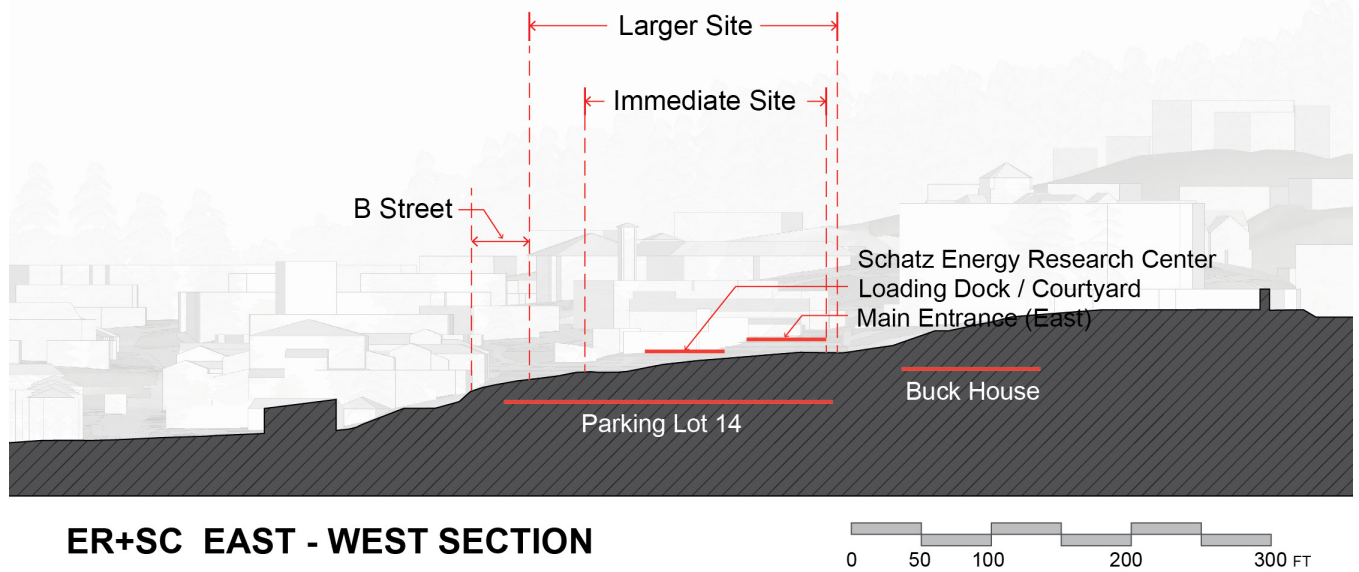 Larger Site
Immediate Site
B Street
Schatz Energy Research Center
Loading Dock / Courtyard
Main Entrance (East)
Buck House
Parking Lot 14
ER+SC EAST - WEST SECTION
0 50 100 200 300 FT